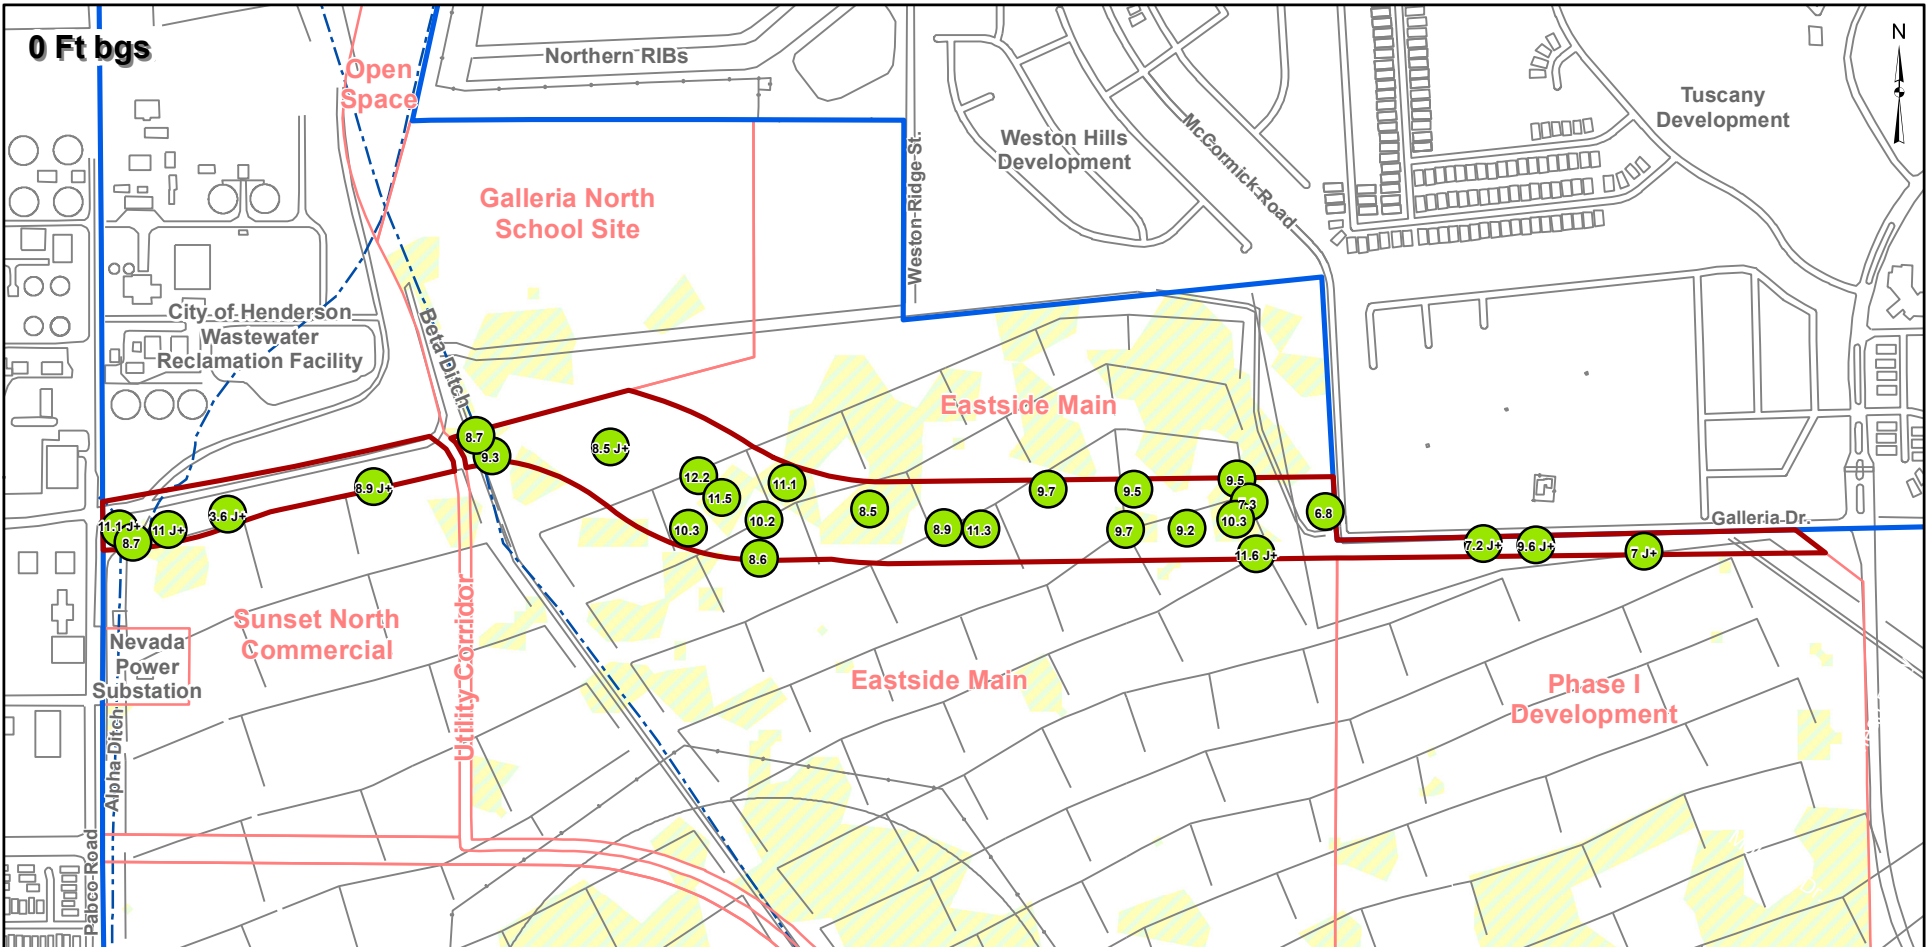 0 Ft bgs
N
Northern RIBs
Open
Space
Tuscany
Development
Weston Hills
Development
McCormick Road
Weston Ridge St.
Galleria North
School Site
City of Henderson
Wastewater
Reclamation Facility
Beta Ditch
Eastside Main
8.7
9.3
8.5 J+
12.2
11.5
11.1
10.3
10.2
8.6
8.5
8.9
11.3
9.7
9.5
9.7
9.2
9.5
7.3
10.3
11.6 J+
6.8
8.9 J+
3.6 J+
11 J+
11.1 J+
8.7
Galleria Dr.
7.2 J+
9.6 J+
7 J+
Sunset North
Commercial
Utility Corridor
Nevada
Power
Substation
Eastside Main
Phase I
Development
Alpha Ditch
Pabco Road